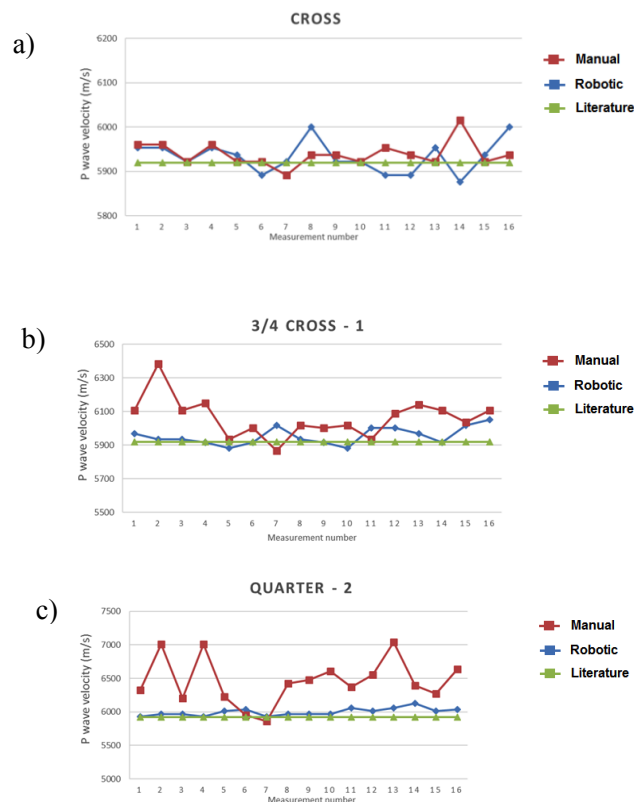 CROSS
a)
6200
6100
6000
5900
5800
P wave velocity (m/s)
1 2 3 4 5 6 7 8 9 10 11 12 13 14 15 16
Measurement number
Manual
Robotic
Literature
3/4 CROSS - 1
b)
6500
6300
6100
5900
5700
5500
P wave velocity (m/s)
1 2 3 4 5 6 7 8 9 10 11 12 13 14 15 16
Measurement number
Manual
Robotic
Literature
QUARTER - 2
c)
7500
7000
6500
6000
5500
5000
P wave velocity (m/s)
1 2 3 4 5 6 7 8 9 10 11 12 13 14 15 16
Measurement number
Manual
Robotic
Literature